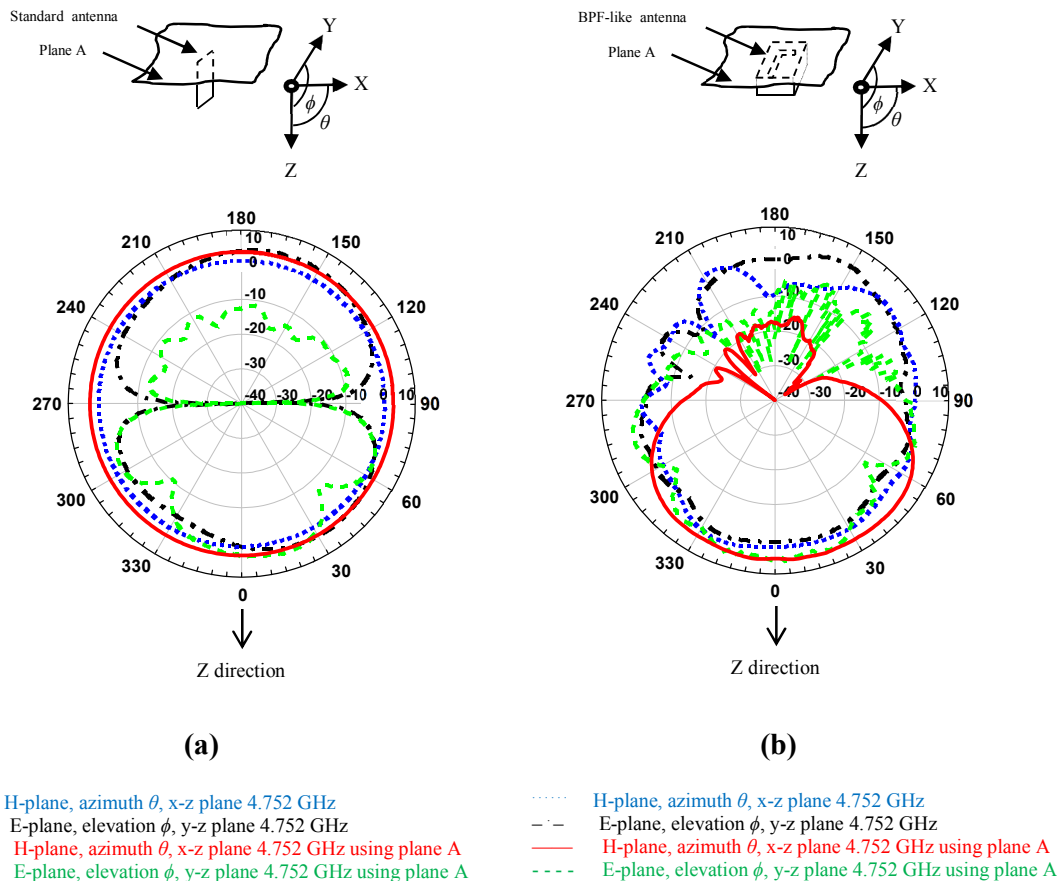 Standard antenna
Plane A
Y
X
ϕ
θ
Z
BPF-like antenna
Plane A
Y
X
ϕ
θ
Z
180
210
150
240
120
270
90
300
60
330
30
0
10
0
-10
-20
-30
-40
-30
-20
-10
0
10
Z direction
180
210
150
240
120
270
90
300
60
330
30
0
10
0
-10
-20
-30
-40
-30
-20
-10
0
10
Z direction
(a)
(b)
H-plane, azimuth θ, x-z plane 4.752 GHz
E-plane, elevation ϕ, y-z plane 4.752 GHz
H-plane, azimuth θ, x-z plane 4.752 GHz using plane A
E-plane, elevation ϕ, y-z plane 4.752 GHz using plane A
H-plane, azimuth θ, x-z plane 4.752 GHz
E-plane, elevation ϕ, y-z plane 4.752 GHz
H-plane, azimuth θ, x-z plane 4.752 GHz using plane A
E-plane, elevation ϕ, y-z plane 4.752 GHz using plane A